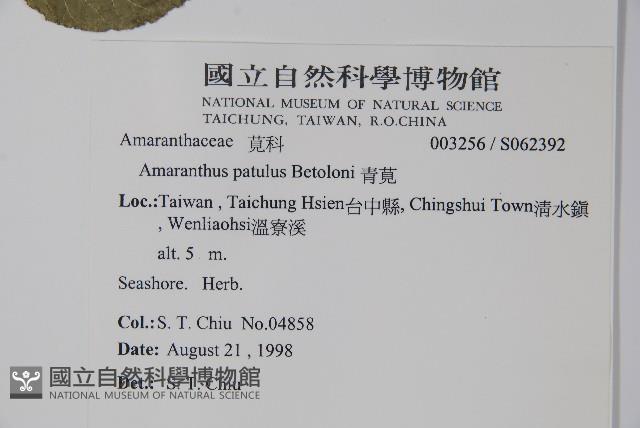 國立自然科學博物館
NATIONAL MUSEUM OF NATURAL SCIENCE
TAICHUNG, TAIWAN, R.O.CHINA
Amaranthaceae 莧科 003256 / S062392
Amaranthus patulus Betoloni 青莧
Loc.:Taiwan , Taichung Hsien台中縣, Chingshui Town清水鎮
, Wenliaohsi溫寮溪
alt. 5 m.
Seashore. Herb.
Col.:S. T. Chiu No.04858
Date: August 21 , 1998
Det.: S. T. Chiu
國立自然科學博物館
NATIONAL MUSEUM OF NATURAL SCIENCE